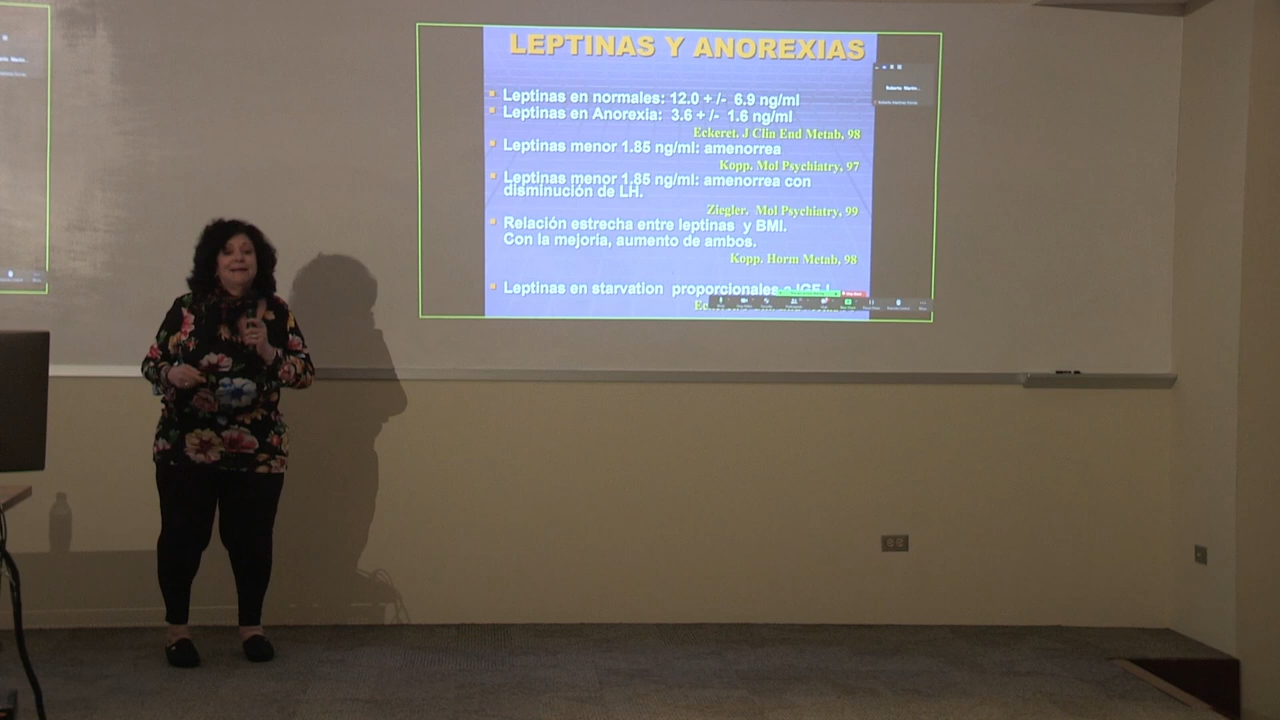 LEPTINAS Y ANOREXIAS
Leptinas en normales: 12.0 + /- 6.9 ng/ml
Leptinas en Anorexia: 3.6 + /- 1.6 ng/ml
Eckeret. J Clin End Metab, 98
Leptinas menor 1.85 ng/ml: amenorrea
Kopp. Mol Psychiatry, 97
Leptinas menor 1.85 ng/ml: amenorrea con
disminución de LH.
Ziegler. Mol Psychiatry, 99
Relación estrecha entre leptinas y BMI.
Con la mejoría, aumento de ambos.
Kopp. Horm Metab, 98
Leptinas en starvation proporcionales
Roberto Martin...